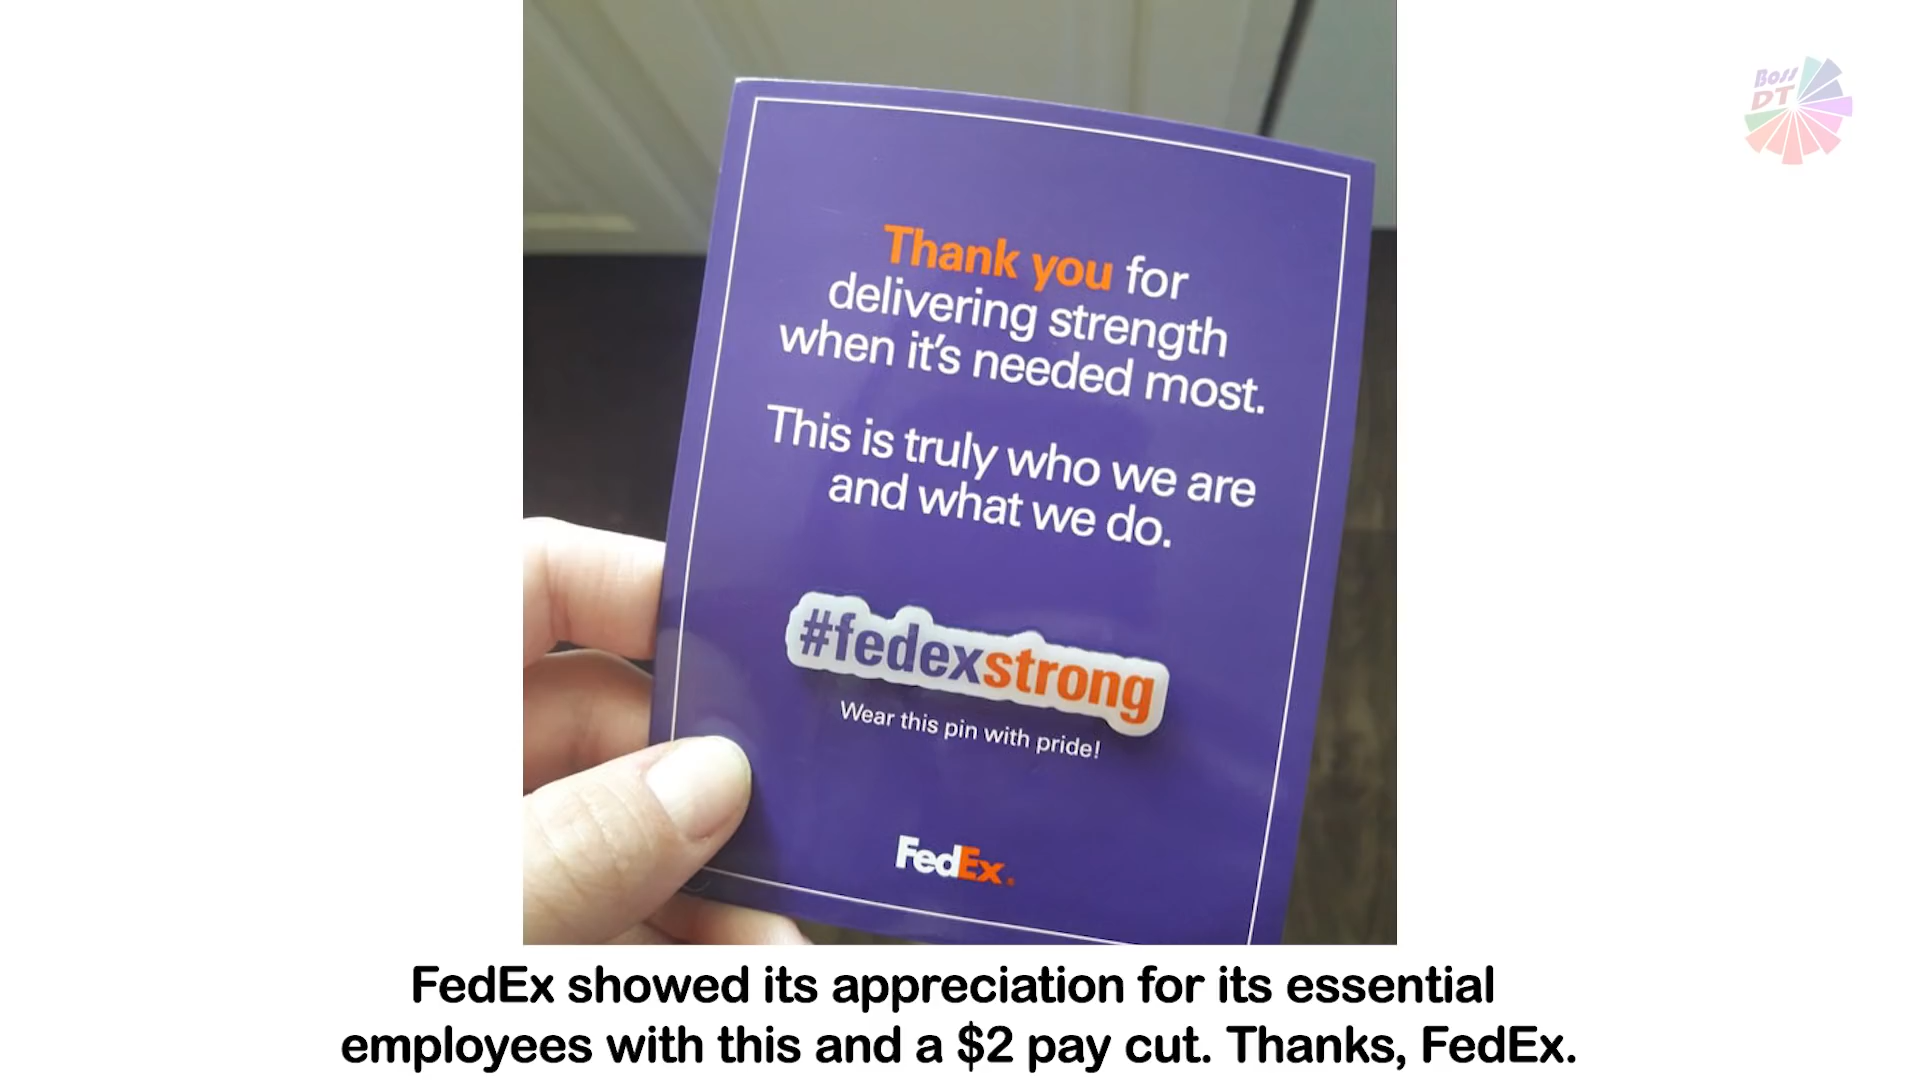 Boss
DT
Thank you for
delivering strength
when it's needed most.
This is truly who we are
and what we do.
#fedexstrong
Wear this pin with pride!
FedEx®
FedEx showed its appreciation for its essential
employees with this and a $2 pay cut. Thanks, FedEx.